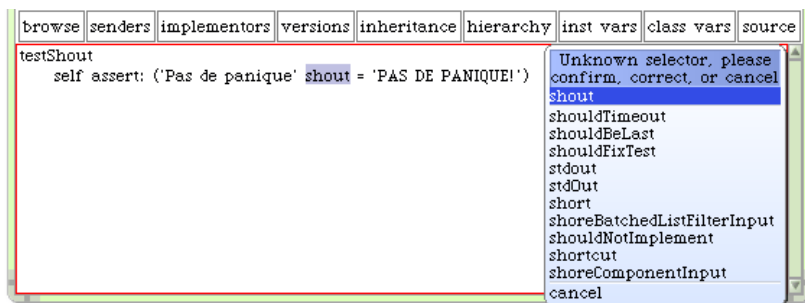 browse senders implementors versions inheritance hierarchy inst vars class vars source
testShout
self assert: ('Pas de panique' shout = 'PAS DE PANIQUE!')
Unknown selector, please
confirm, correct, or cancel
shout
shouldTimeout
shouldBeLast
shouldFixTest
stdout
stdOut
short
shoreBatchedListFilterInput
shouldNotImplement
shortcut
shoreComponentInput
cancel